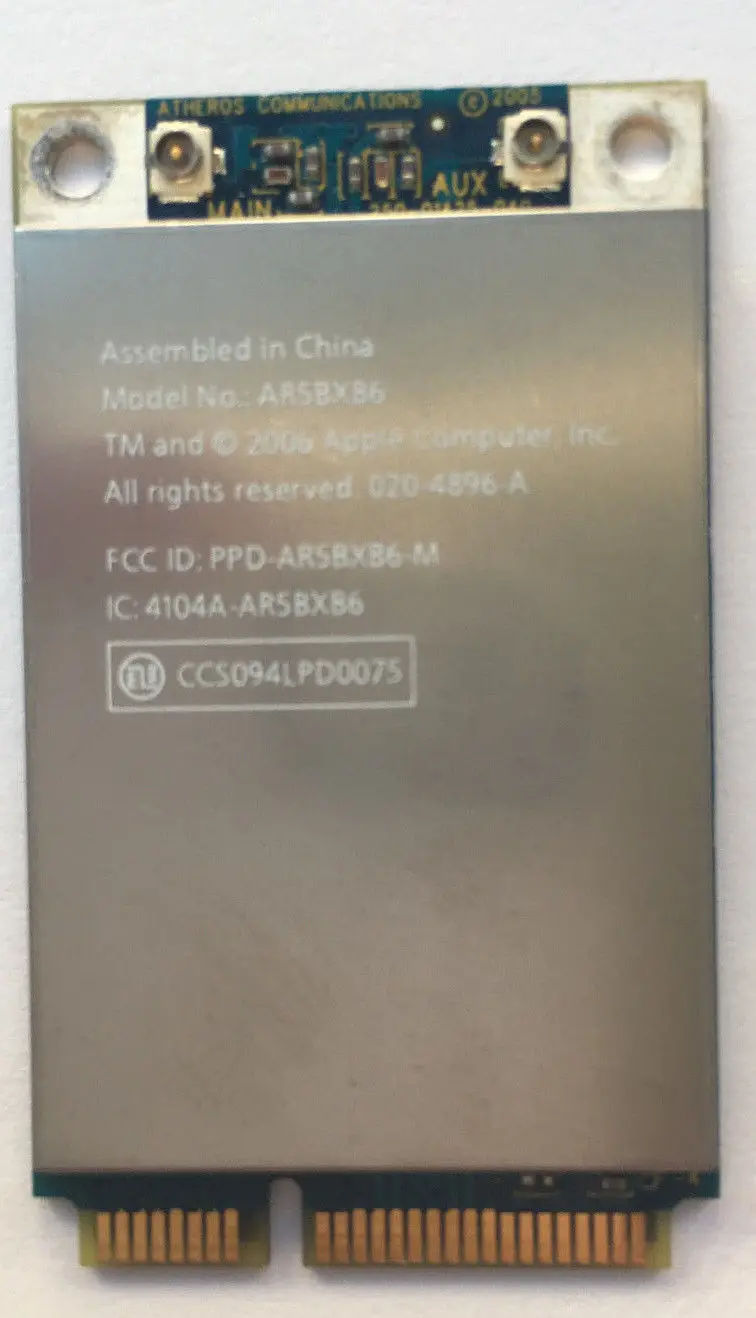 ATHEROS COMMUNICATIONS © 2005
MAIN
AUX
Assembled in China
Model No.: AR5BXB6
TM and © 2006 Apple Computer, Inc.
All rights reserved. 020-4896-A
FCC ID: PPD-AR5BXB6-M
IC: 4104A-AR5BXB6
CCS094LPD0075